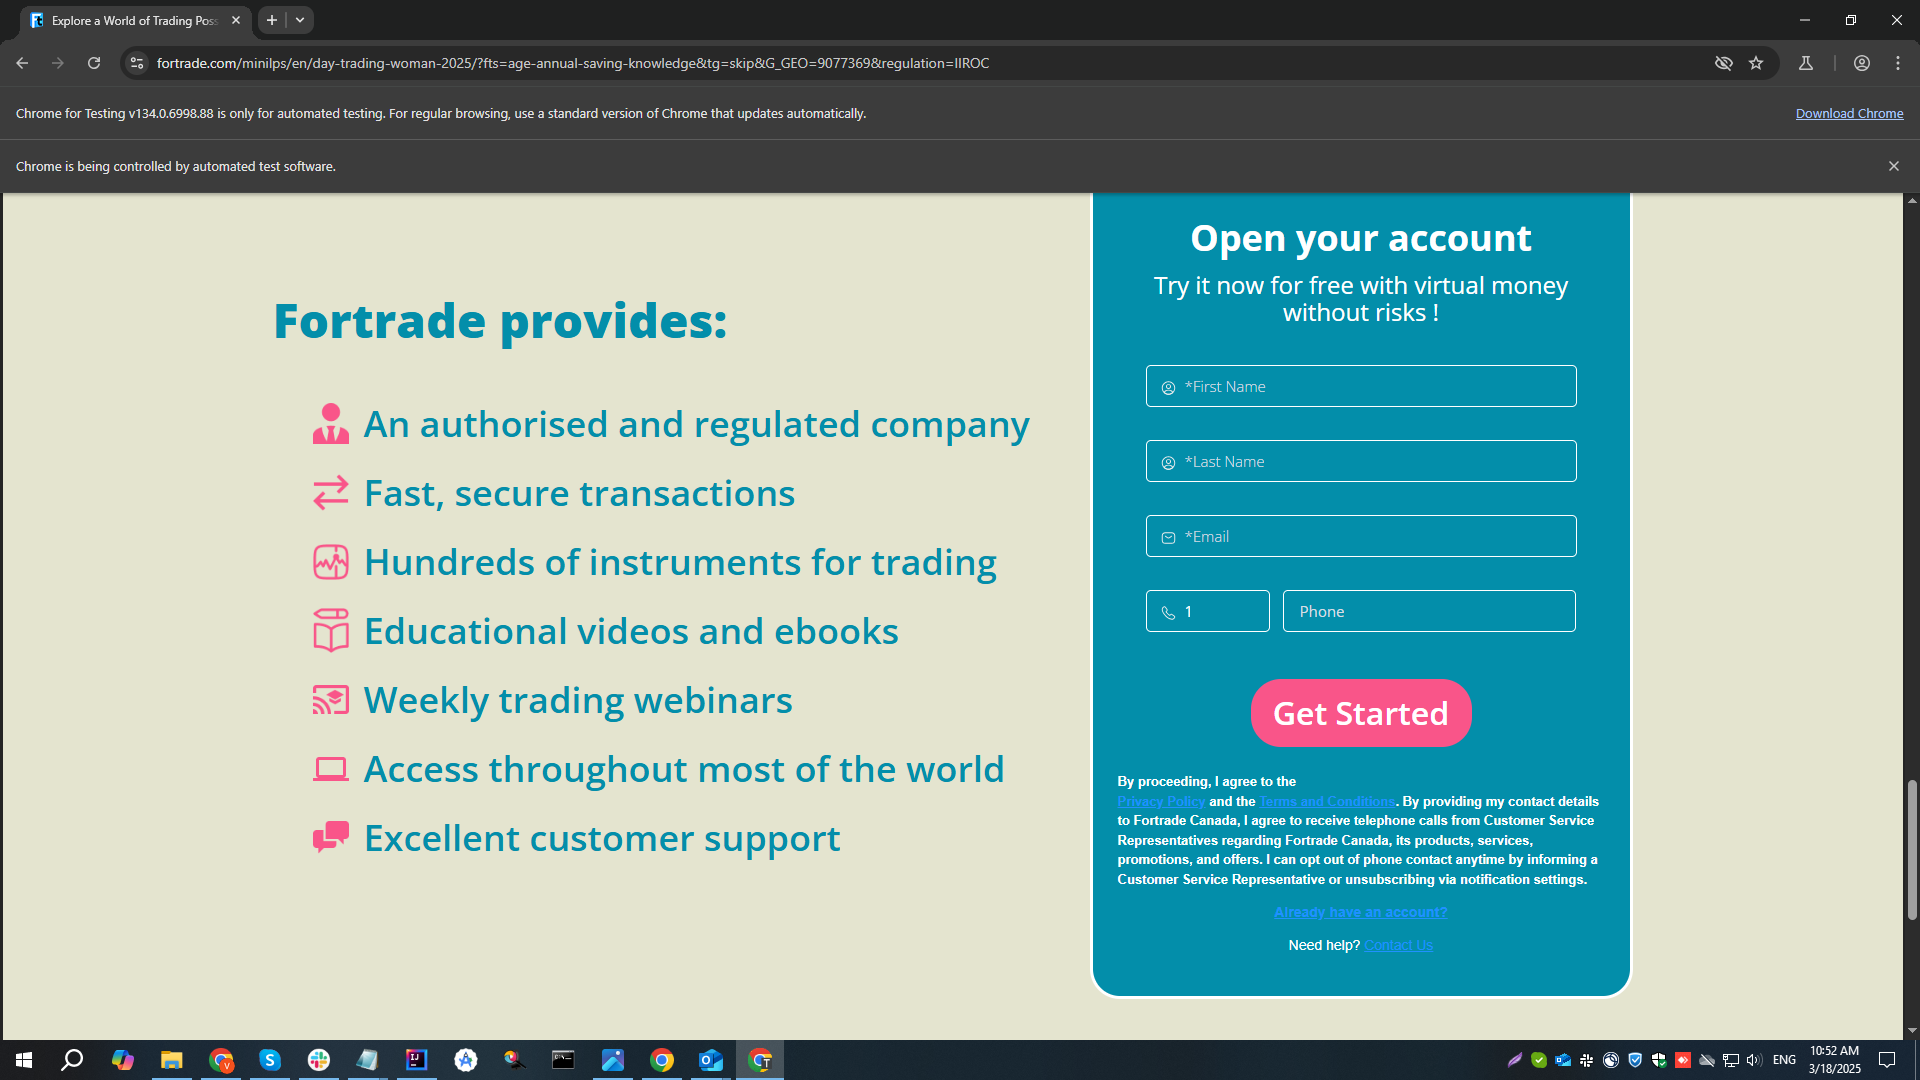 Explore a World of Trading Poss
fortrade.com/minilps/en/day-trading-woman-2025/?fts=age-annual-saving-knowledge&tg=skip&G_GEO=9077369&regulation=IIROC
Chrome for Testing v134.0.6998.88 is only for automated testing. For regular browsing, use a standard version of Chrome that updates automatically.
Download Chrome
Chrome is being controlled by automated test software.
Fortrade provides:
An authorised and regulated company
Fast, secure transactions
Hundreds of instruments for trading
Educational videos and ebooks
Weekly trading webinars
Access throughout most of the world
Excellent customer support
Open your account
Try it now for free with virtual money
without risks !
*First Name
*Last Name
*Email
1
Phone
Get Started
By proceeding, I agree to the
Privacy Policy and the Terms and Conditions. By providing my contact details
to Fortrade Canada, I agree to receive telephone calls from Customer Service
Representatives regarding Fortrade Canada, its products, services,
promotions, and offers. I can opt out of phone contact anytime by informing a
Customer Service Representative or unsubscribing via notification settings.
Already have an account?
Need help? Contact Us
ENG
10:52 AM
3/18/2025